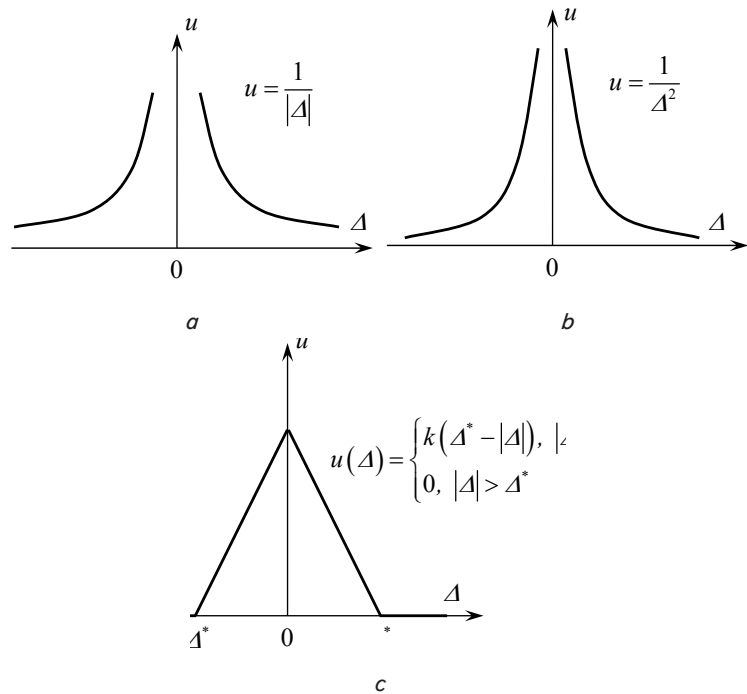 u
u = 1/|Δ|
Δ
0
a
u
u = 1/Δ²
Δ
0
b
u
u(Δ) = { k(Δ* − |Δ|), |
0, |Δ| > Δ*
Δ
Δ*
0
*
c